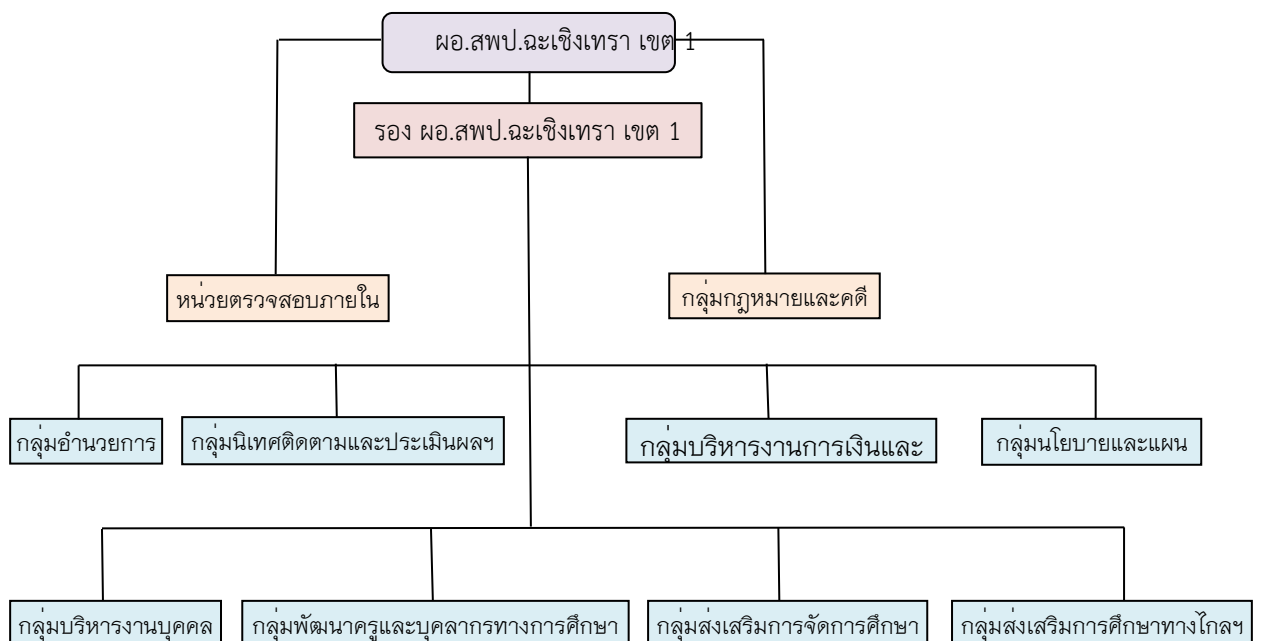 ผอ.สพป.ฉะเชิงเทรา เขต 1
รอง ผอ.สพป.ฉะเชิงเทรา เขต 1
หน่วยตรวจสอบภายใน
กลุ่มกฎหมายและคดี
กลุ่มอำนวยการ
กลุ่มนิเทศติดตามและประเมินผลฯ
กลุ่มบริหารงานการเงินและ
กลุ่มนโยบายและแผน
กลุ่มบริหารงานบุคคล
กลุ่มพัฒนาครูและบุคลากรทางการศึกษา
กลุ่มส่งเสริมการจัดการศึกษา
กลุ่มส่งเสริมการศึกษาทางไกลฯ